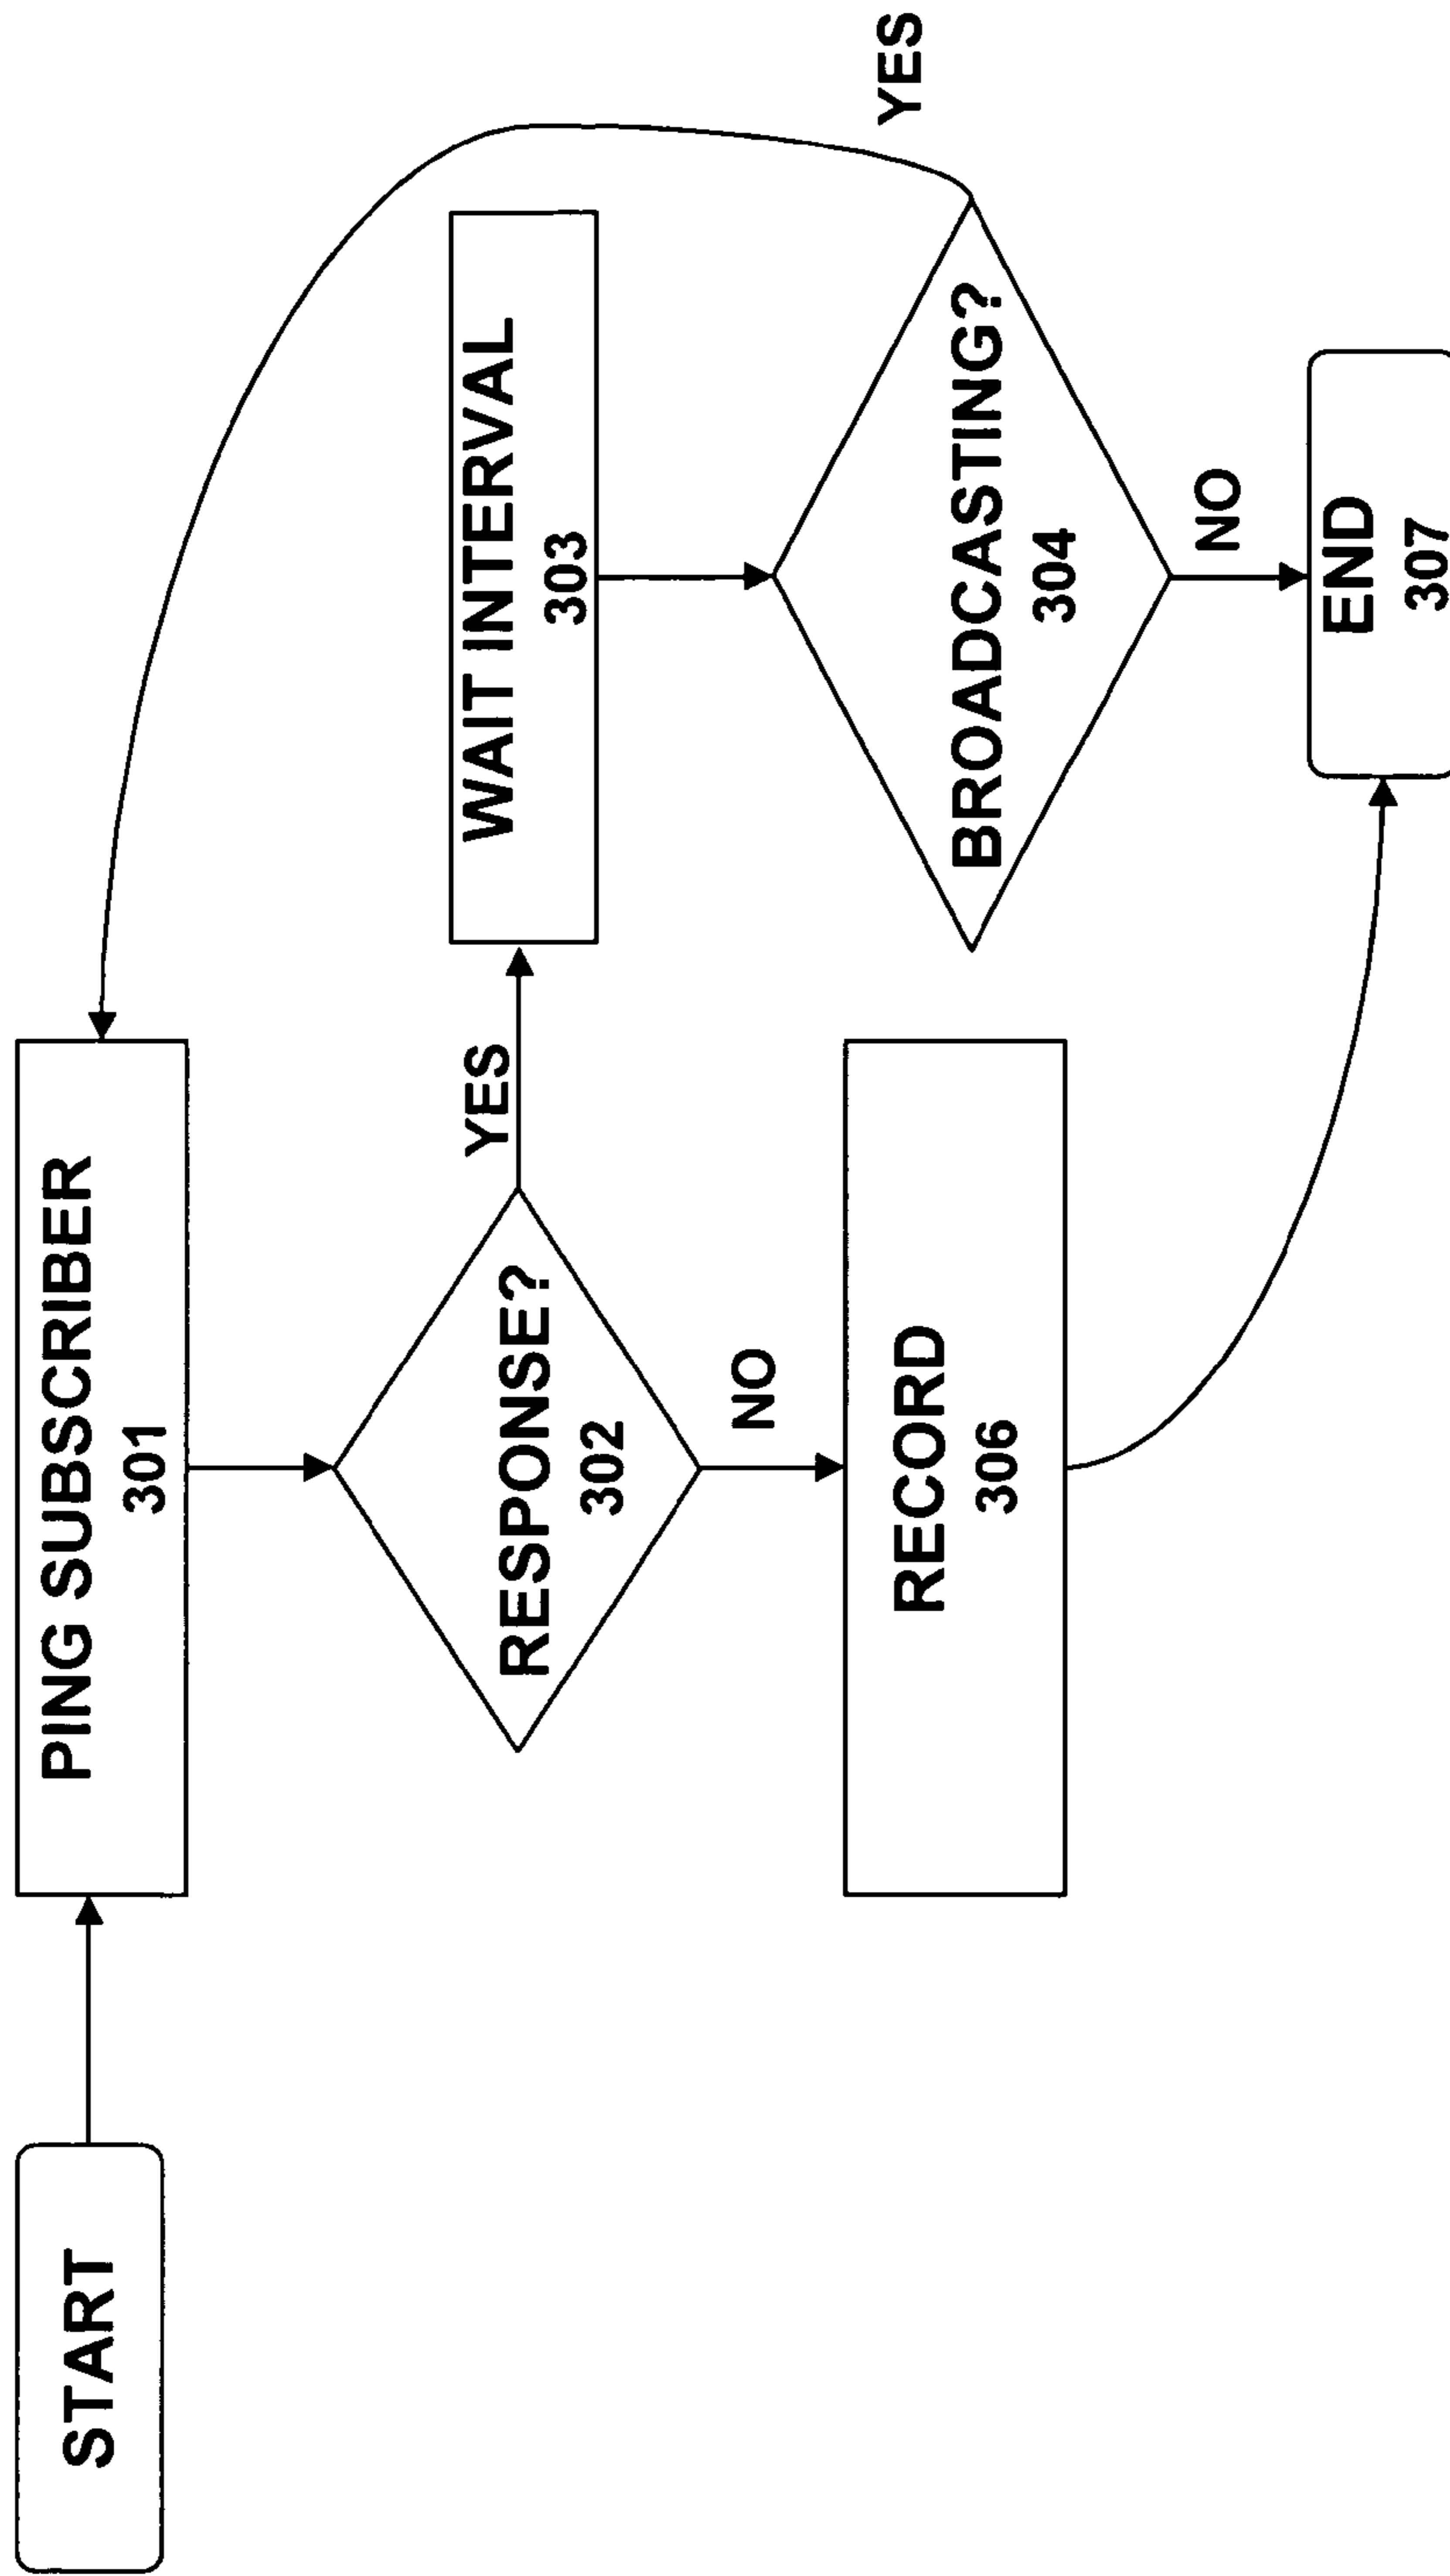 START
PING SUBSCRIBER
301
RESPONSE?
302
YES
WAIT INTERVAL
303
NO
RECORD
306
BROADCASTING?
304
YES
NO
END
307